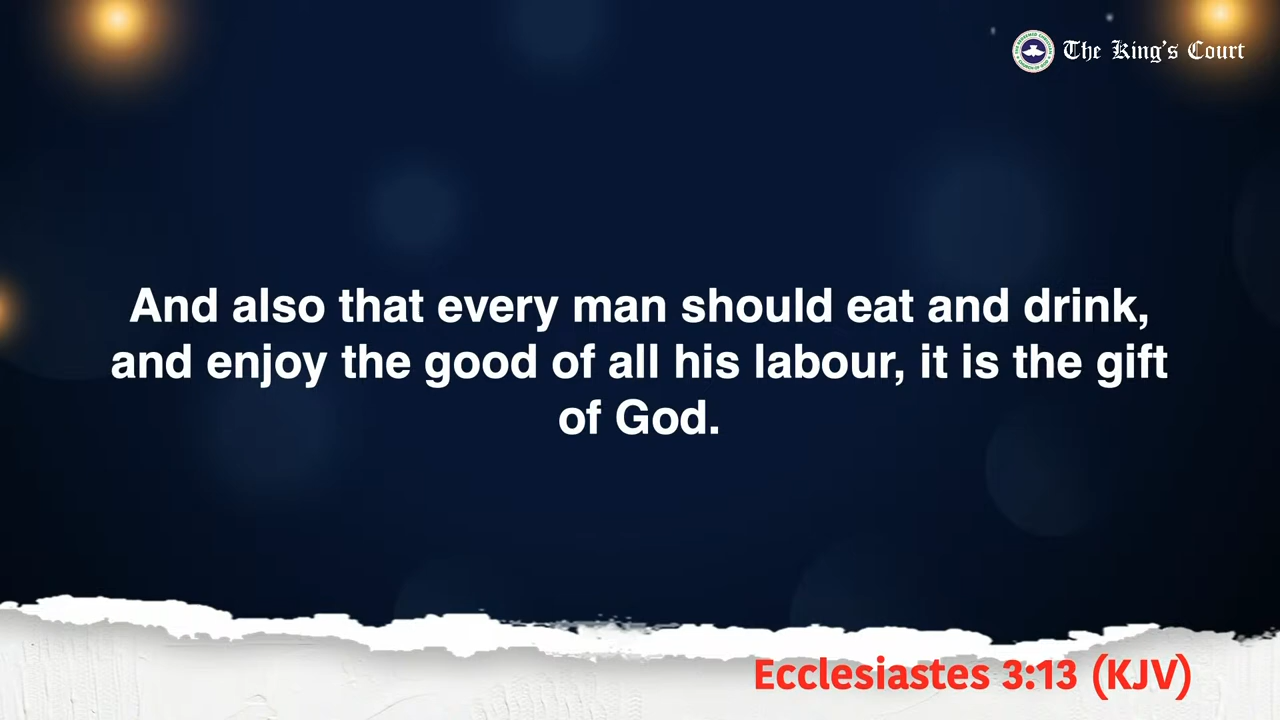 The King's Court
And also that every man should eat and drink,
and enjoy the good of all his labour, it is the gift
of God.
Ecclesiastes 3:13 (KJV)